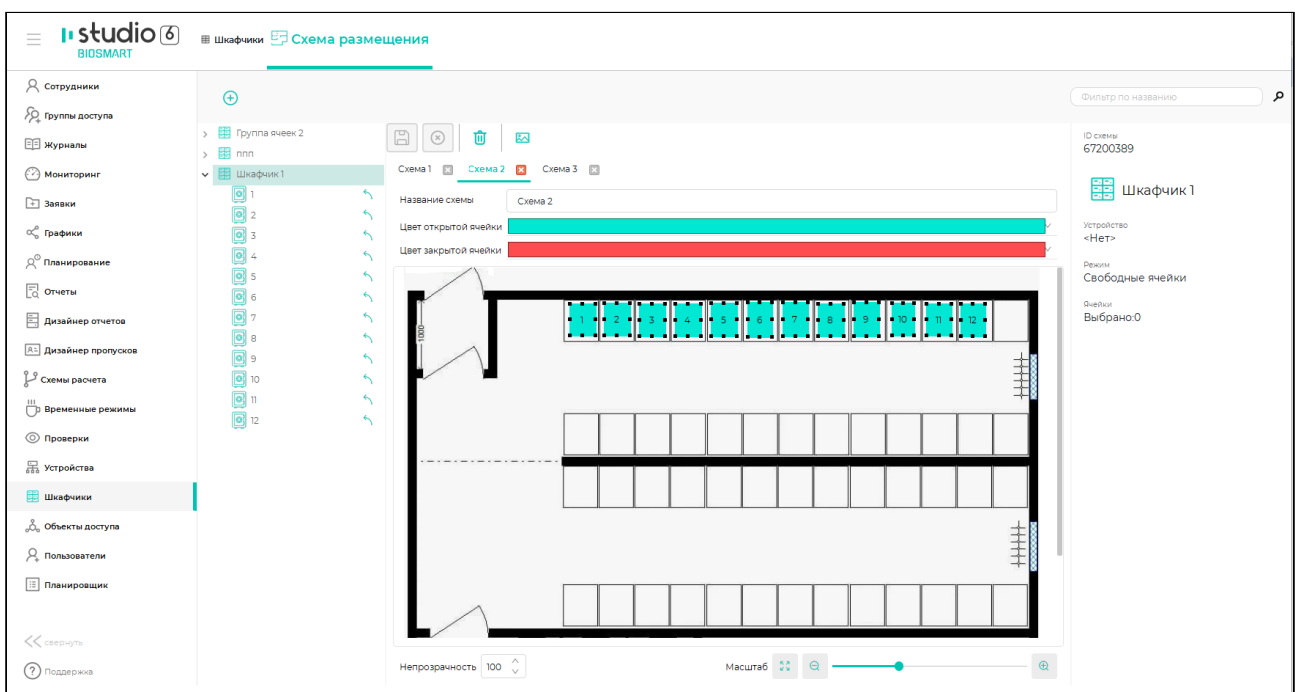 studio 6
BIOSMART
Шкафчики
Схема размещения
Сотрудники
Группы доступа
Журналы
Мониторинг
Заявки
Графики
Планирование
Отчеты
Дизайнер отчетов
Дизайнер пропусков
Схемы расчета
Временные режимы
Проверки
Устройства
Шкафчики
Объекты доступа
Пользователи
Планировщик
свернуть
Поддержка
Группа ячеек 2
ппп
Шкафчик 1
1
2
3
4
5
6
7
8
9
10
11
12
Схема 1 Схема 2 Схема 3
Название схемы Схема 2
Цвет открытой ячейки
Цвет закрытой ячейки
1 2 3 4 5 6 7 8 9 10 11 12
1000
Непрозрачность 100
Масштаб
Фильтр по названию
ID схемы
67200389
Шкафчик 1
Устройство
<Нет>
Режим
Свободные ячейки
Ячейки
Выбрано:0